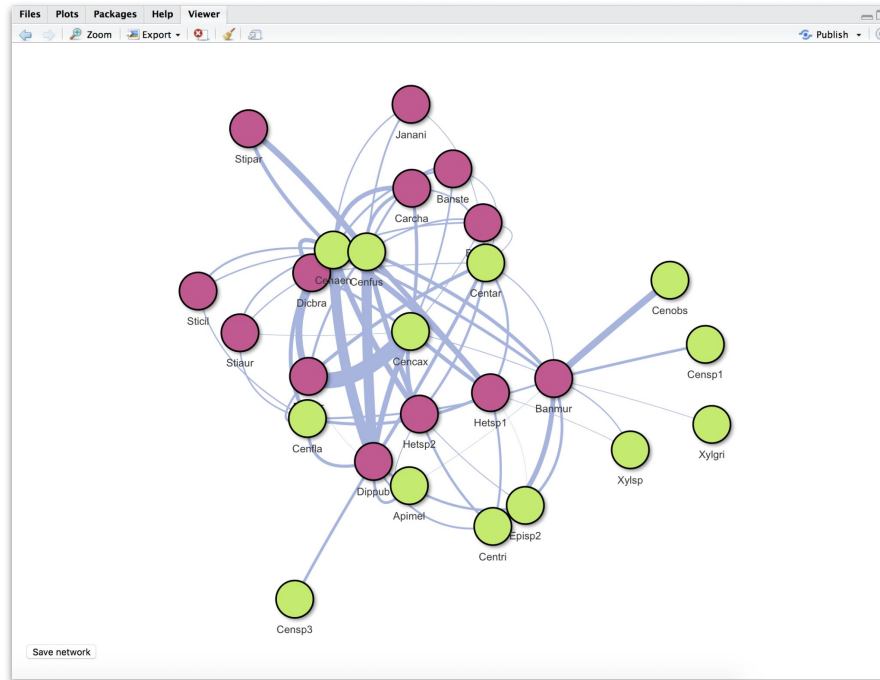 Files Plots Packages Help Viewer
Zoom Export Publish
Janani
Stipar
Banste
Carcha
Cenaen Cenfus
Centar
Dicbra
Cenobs
Sticil
Stiaur
Cencax
Censp1
Banmur
Cenfla
Hetsp1
Hetsp2
Xylgri
Xylsp
Dippub
Apimel
Episp2
Centri
Censp3
Save network